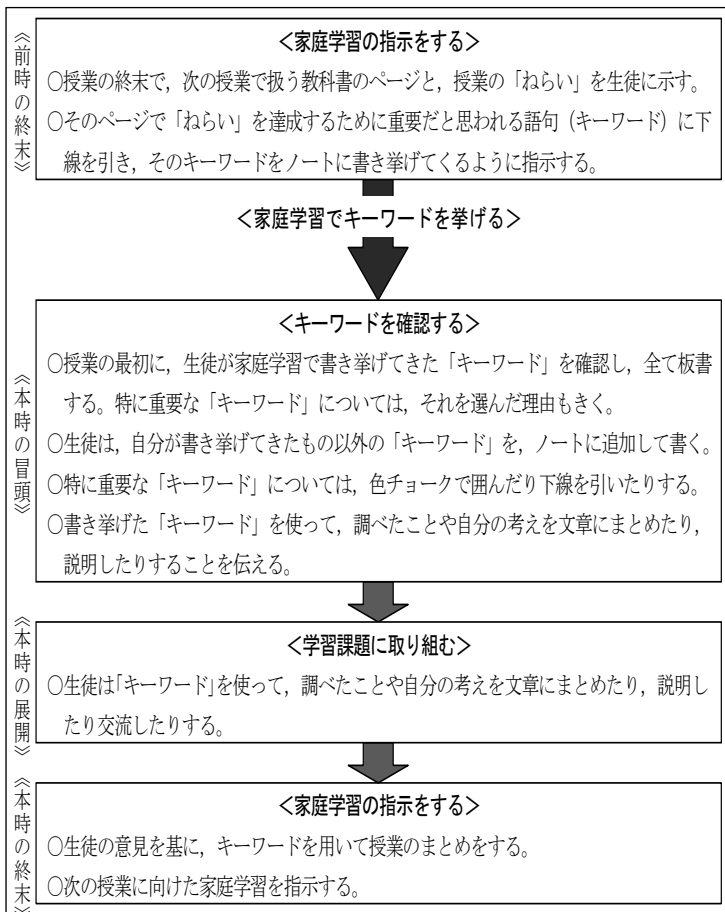 《前時の終末》
＜家庭学習の指示をする＞
○授業の終末で，次の授業で扱う教科書のページと，授業の「ねらい」を生徒に示す。
○そのページで「ねらい」を達成するために重要だと思われる語句（キーワード）に下
線を引き，そのキーワードをノートに書き挙げてくるように指示する。
＜家庭学習でキーワードを挙げる＞
《本時の冒頭》
＜キーワードを確認する＞
○授業の最初に，生徒が家庭学習で書き挙げてきた「キーワード」を確認し，全て板書
する。特に重要な「キーワード」については，それを選んだ理由もきく。
○生徒は，自分が書き挙げてきたもの以外の「キーワード」を，ノートに追加して書く。
○特に重要な「キーワード」については，色チョークで囲んだり下線を引いたりする。
○書き挙げた「キーワード」を使って，調べたことや自分の考えを文章にまとめたり，
説明したりすることを伝える。
《本時の展開》
＜学習課題に取り組む＞
○生徒は「キーワード」を使って，調べたことや自分の考えを文章にまとめたり，説明し
たり交流したりする。
《本時の終末》
＜家庭学習の指示をする＞
○生徒の意見を基に，キーワードを用いて授業のまとめをする。
○次の授業に向けた家庭学習を指示する。